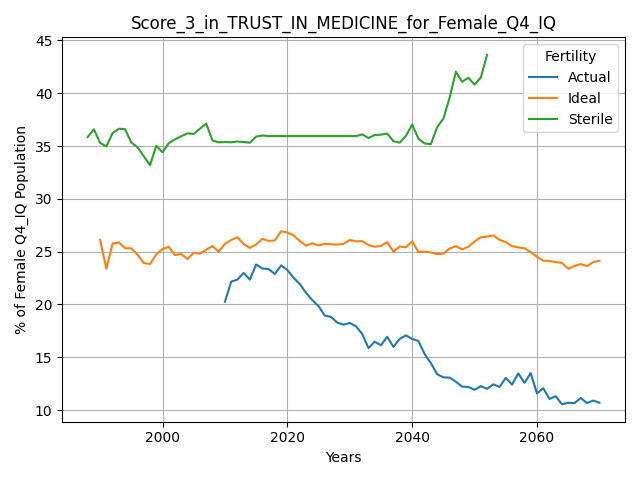 Score_3_in_TRUST_IN_MEDICINE_for_Female_Q4_IQ
45
40
35
30
25
20
15
10
% of Female Q4_IQ Population
Fertility
Actual
Ideal
Sterile
2000
2020
2040
2060
Years